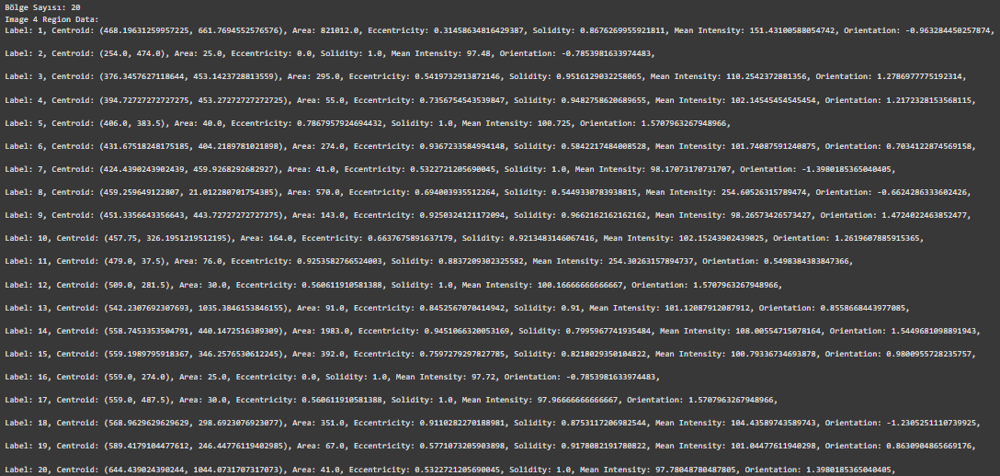 Bölge Sayısı: 20
Image 4 Region Data:
Label: 1, Centroid: (468.19631259957225, 661.7694552576576), Area: 821012.0, Eccentricity: 0.31458634816429387, Solidity: 0.8676269955921811, Mean Intensity: 151.43100588054742, Orientation: -0.963284450257874,
Label: 2, Centroid: (254.0, 474.0), Area: 25.0, Eccentricity: 0.0, Solidity: 1.0, Mean Intensity: 97.48, Orientation: -0.7853981633974483,
Label: 3, Centroid: (376.3457627118644, 453.1423728813559), Area: 295.0, Eccentricity: 0.5419732913872146, Solidity: 0.9516129032258065, Mean Intensity: 110.2542372881356, Orientation: 1.2786977775192314,
Label: 4, Centroid: (394.72727272727275, 453.27272727272725), Area: 55.0, Eccentricity: 0.7356754543539847, Solidity: 0.9482758620689655, Mean Intensity: 102.14545454545454, Orientation: 1.2172328153568115,
Label: 5, Centroid: (406.0, 383.5), Area: 40.0, Eccentricity: 0.7867957924694432, Solidity: 1.0, Mean Intensity: 100.725, Orientation: 1.5707963267948966,
Label: 6, Centroid: (431.67518248175185, 404.2189781021898), Area: 274.0, Eccentricity: 0.9367233584994148, Solidity: 0.5842217484008528, Mean Intensity: 101.74087591240875, Orientation: 0.7034122874569158,
Label: 7, Centroid: (424.4390243902439, 459.9268292682927), Area: 41.0, Eccentricity: 0.5322721205690045, Solidity: 1.0, Mean Intensity: 98.17073170731707, Orientation: -1.3980185365040405,
Label: 8, Centroid: (459.259649122807, 21.012280701754385), Area: 570.0, Eccentricity: 0.694003935512264, Solidity: 0.5449330783938815, Mean Intensity: 254.60526315789474, Orientation: -0.6624286333602426,
Label: 9, Centroid: (451.3356643356643, 443.72727272727275), Area: 143.0, Eccentricity: 0.9250324121172094, Solidity: 0.9662162162162162, Mean Intensity: 98.26573426573427, Orientation: 1.4724022463852477,
Label: 10, Centroid: (457.75, 326.1951219512195), Area: 164.0, Eccentricity: 0.6637675891637179, Solidity: 0.9213483146067416, Mean Intensity: 102.15243902439025, Orientation: 1.2619607885915365,
Label: 11, Centroid: (479.0, 37.5), Area: 76.0, Eccentricity: 0.9253582766524003, Solidity: 0.8837209302325582, Mean Intensity: 254.30263157894737, Orientation: 0.5498384383847366,
Label: 12, Centroid: (509.0, 281.5), Area: 30.0, Eccentricity: 0.560611910581388, Solidity: 1.0, Mean Intensity: 100.16666666666667, Orientation: 1.5707963267948966,
Label: 13, Centroid: (542.2307692307693, 1035.3846153846155), Area: 91.0, Eccentricity: 0.8452567070414942, Solidity: 0.91, Mean Intensity: 101.12087912087912, Orientation: 0.8558668443977085,
Label: 14, Centroid: (558.7453353504791, 440.1472516389309), Area: 1983.0, Eccentricity: 0.9451066320053169, Solidity: 0.7995967741935484, Mean Intensity: 108.00554715078164, Orientation: 1.5449681098891943,
Label: 15, Centroid: (559.1989795918367, 346.2576530612245), Area: 392.0, Eccentricity: 0.7597279297827785, Solidity: 0.8218029350104822, Mean Intensity: 100.79336734693878, Orientation: 0.9800955728235757,
Label: 16, Centroid: (559.0, 274.0), Area: 25.0, Eccentricity: 0.0, Solidity: 1.0, Mean Intensity: 97.72, Orientation: -0.7853981633974483,
Label: 17, Centroid: (559.0, 487.5), Area: 30.0, Eccentricity: 0.560611910581388, Solidity: 1.0, Mean Intensity: 97.96666666666667, Orientation: 1.5707963267948966,
Label: 18, Centroid: (568.9629629629629, 298.6923076923077), Area: 351.0, Eccentricity: 0.9110282270188981, Solidity: 0.8753117206982544, Mean Intensity: 104.43589743589743, Orientation: -1.2305251110739925,
Label: 19, Centroid: (589.4179104477612, 246.44776119402985), Area: 67.0, Eccentricity: 0.5771073205903898, Solidity: 0.9178082191780822, Mean Intensity: 101.04477611940298, Orientation: 0.8630904865669176,
Label: 20, Centroid: (644.439024390244, 1044.0731707317073), Area: 41.0, Eccentricity: 0.5322721205690045, Solidity: 1.0, Mean Intensity: 97.78048780487805, Orientation: 1.3980185365040405,